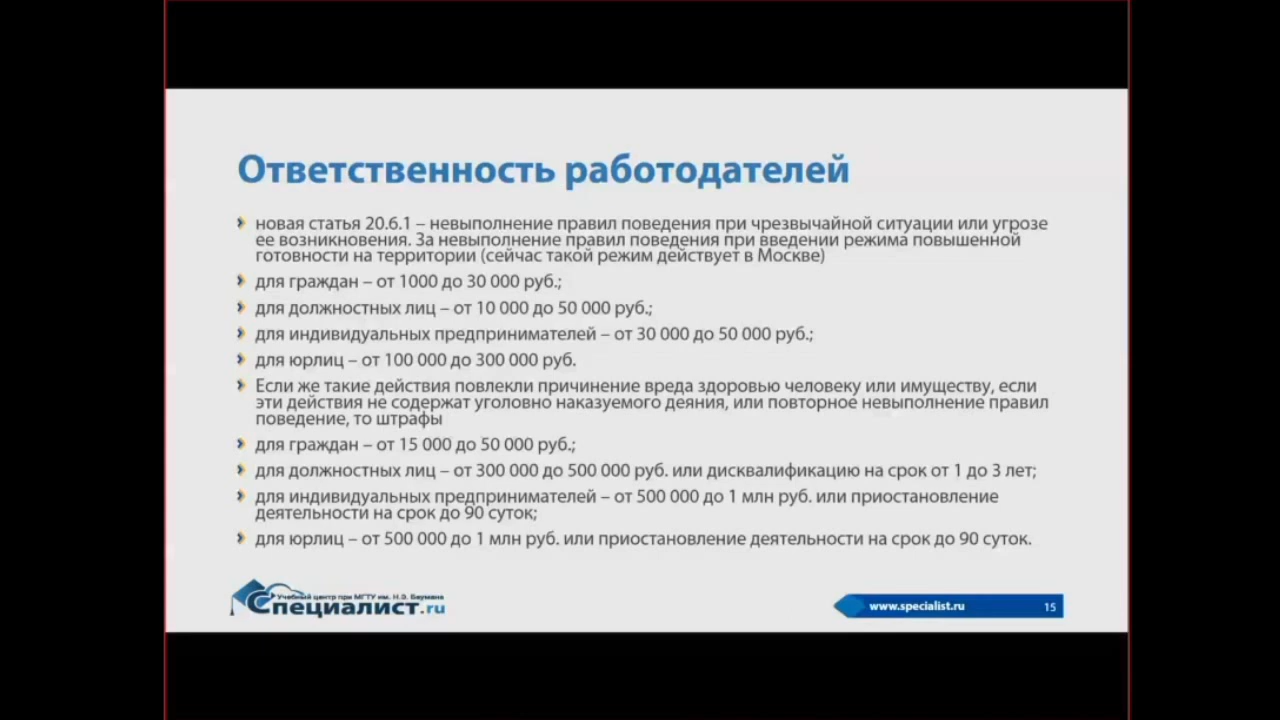 Ответственность работодателей
новая статья 20.6.1 – невыполнение правил поведения при чрезвычайной ситуации или угрозе
ее возникновения. За невыполнение правил поведения при введении режима повышенной
готовности на территории (сейчас такой режим действует в Москве)
для граждан – от 1000 до 30 000 руб.;
для должностных лиц – от 10 000 до 50 000 руб.;
для индивидуальных предпринимателей – от 30 000 до 50 000 руб.;
для юрлиц – от 100 000 до 300 000 руб.
Если же такие действия повлекли причинение вреда здоровью человеку или имуществу, если
эти действия не содержат уголовно наказуемого деяния, или повторное невыполнение правил
поведение, то штрафы
для граждан – от 15 000 до 50 000 руб.;
для должностных лиц – от 300 000 до 500 000 руб. или дисквалификацию на срок от 1 до 3 лет;
для индивидуальных предпринимателей – от 500 000 до 1 млн руб. или приостановление
деятельности на срок до 90 суток;
для юрлиц – от 500 000 до 1 млн руб. или приостановление деятельности на срок до 90 суток.
Учебный центр при МГТУ им. Н.Э. Баумана
Специалист.ru
www.specialist.ru
15